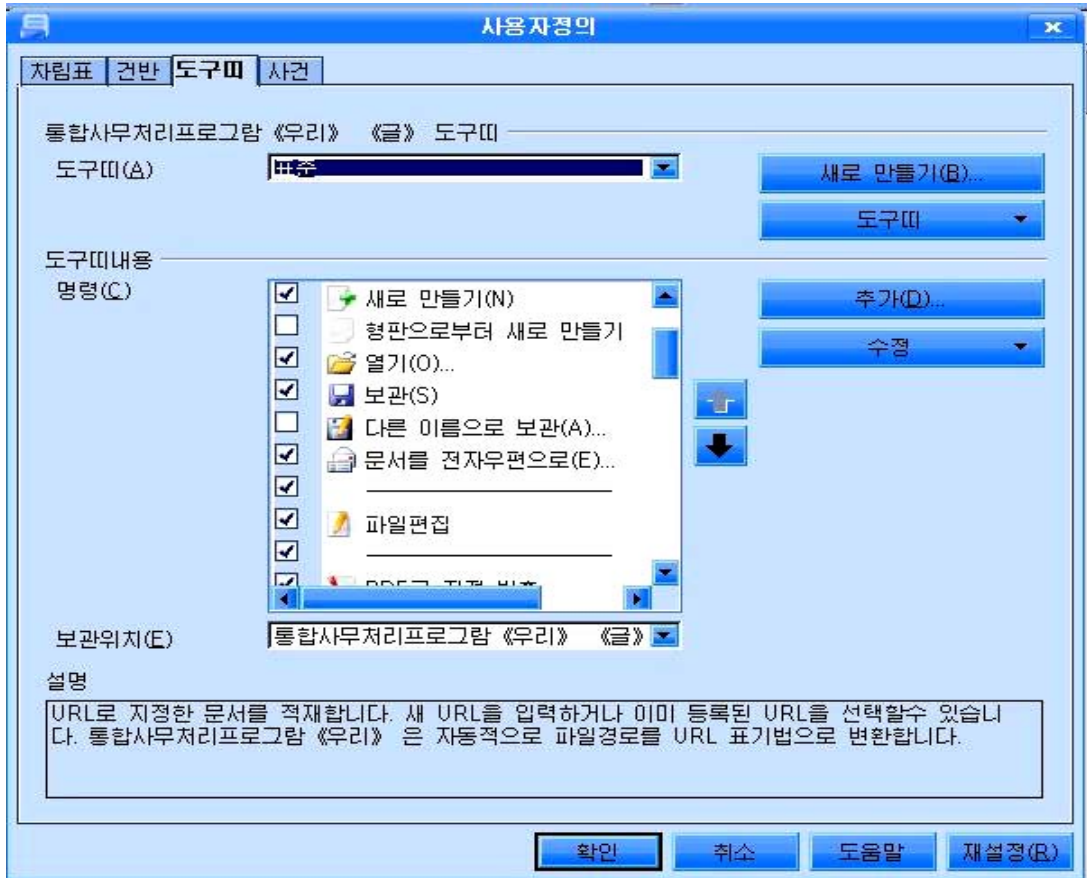 사용자정의
차림표 건반 도구띠 사건
통합사무처리프로그람 《우리》 《글》 도구띠
도구띠(A) 표준 새로 만들기(B)...
도구띠
도구띠내용
명령(C)
새로 만들기(N)
형판으로부터 새로 만들기
열기(O)...
보관(S)
다른 이름으로 보관(A)...
문서를 전자우편으로(E)...
파일편집
추가(D)...
수정
보관위치(E) 통합사무처리프로그람 《우리》 《글》
설명
URL로 지정한 문서를 적재합니다. 새 URL을 입력하거나 이미 등록된 URL을 선택할수 있습니
다. 통합사무처리프로그람 《우리》 은 자동적으로 파일경로를 URL 표기법으로 변환합니다.
확인 취소 도움말 재설정(R)